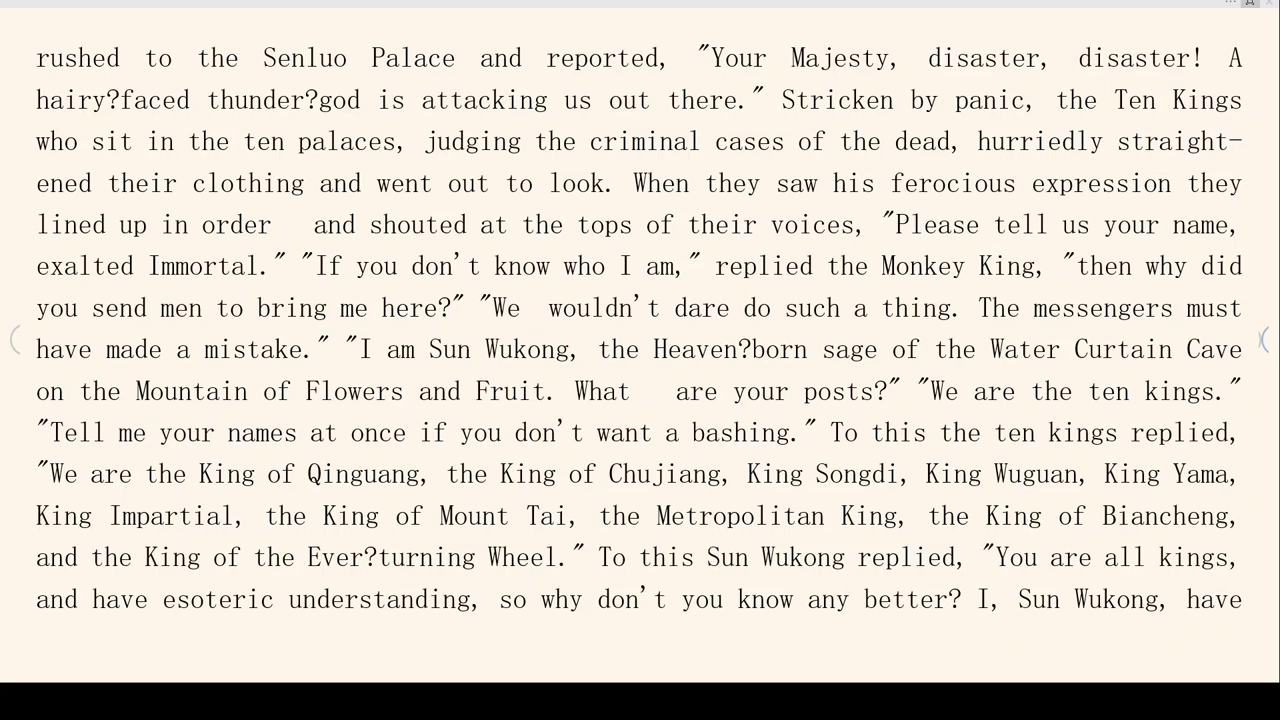 rushed to the Senluo Palace and reported, "Your Majesty, disaster, disaster! A
hairy?faced thunder?god is attacking us out there." Stricken by panic, the Ten Kings
who sit in the ten palaces, judging the criminal cases of the dead, hurriedly straight-
ened their clothing and went out to look. When they saw his ferocious expression they
lined up in order and shouted at the tops of their voices, "Please tell us your name,
exalted Immortal." "If you don't know who I am," replied the Monkey King, "then why did
you send men to bring me here?" "We wouldn't dare do such a thing. The messengers must
have made a mistake." "I am Sun Wukong, the Heaven?born sage of the Water Curtain Cave
on the Mountain of Flowers and Fruit. What are your posts?" "We are the ten kings."
"Tell me your names at once if you don't want a bashing." To this the ten kings replied,
"We are the King of Qinguang, the King of Chujiang, King Songdi, King Wuguan, King Yama,
King Impartial, the King of Mount Tai, the Metropolitan King, the King of Biancheng,
and the King of the Ever?turning Wheel." To this Sun Wukong replied, "You are all kings,
and have esoteric understanding, so why don't you know any better? I, Sun Wukong, have